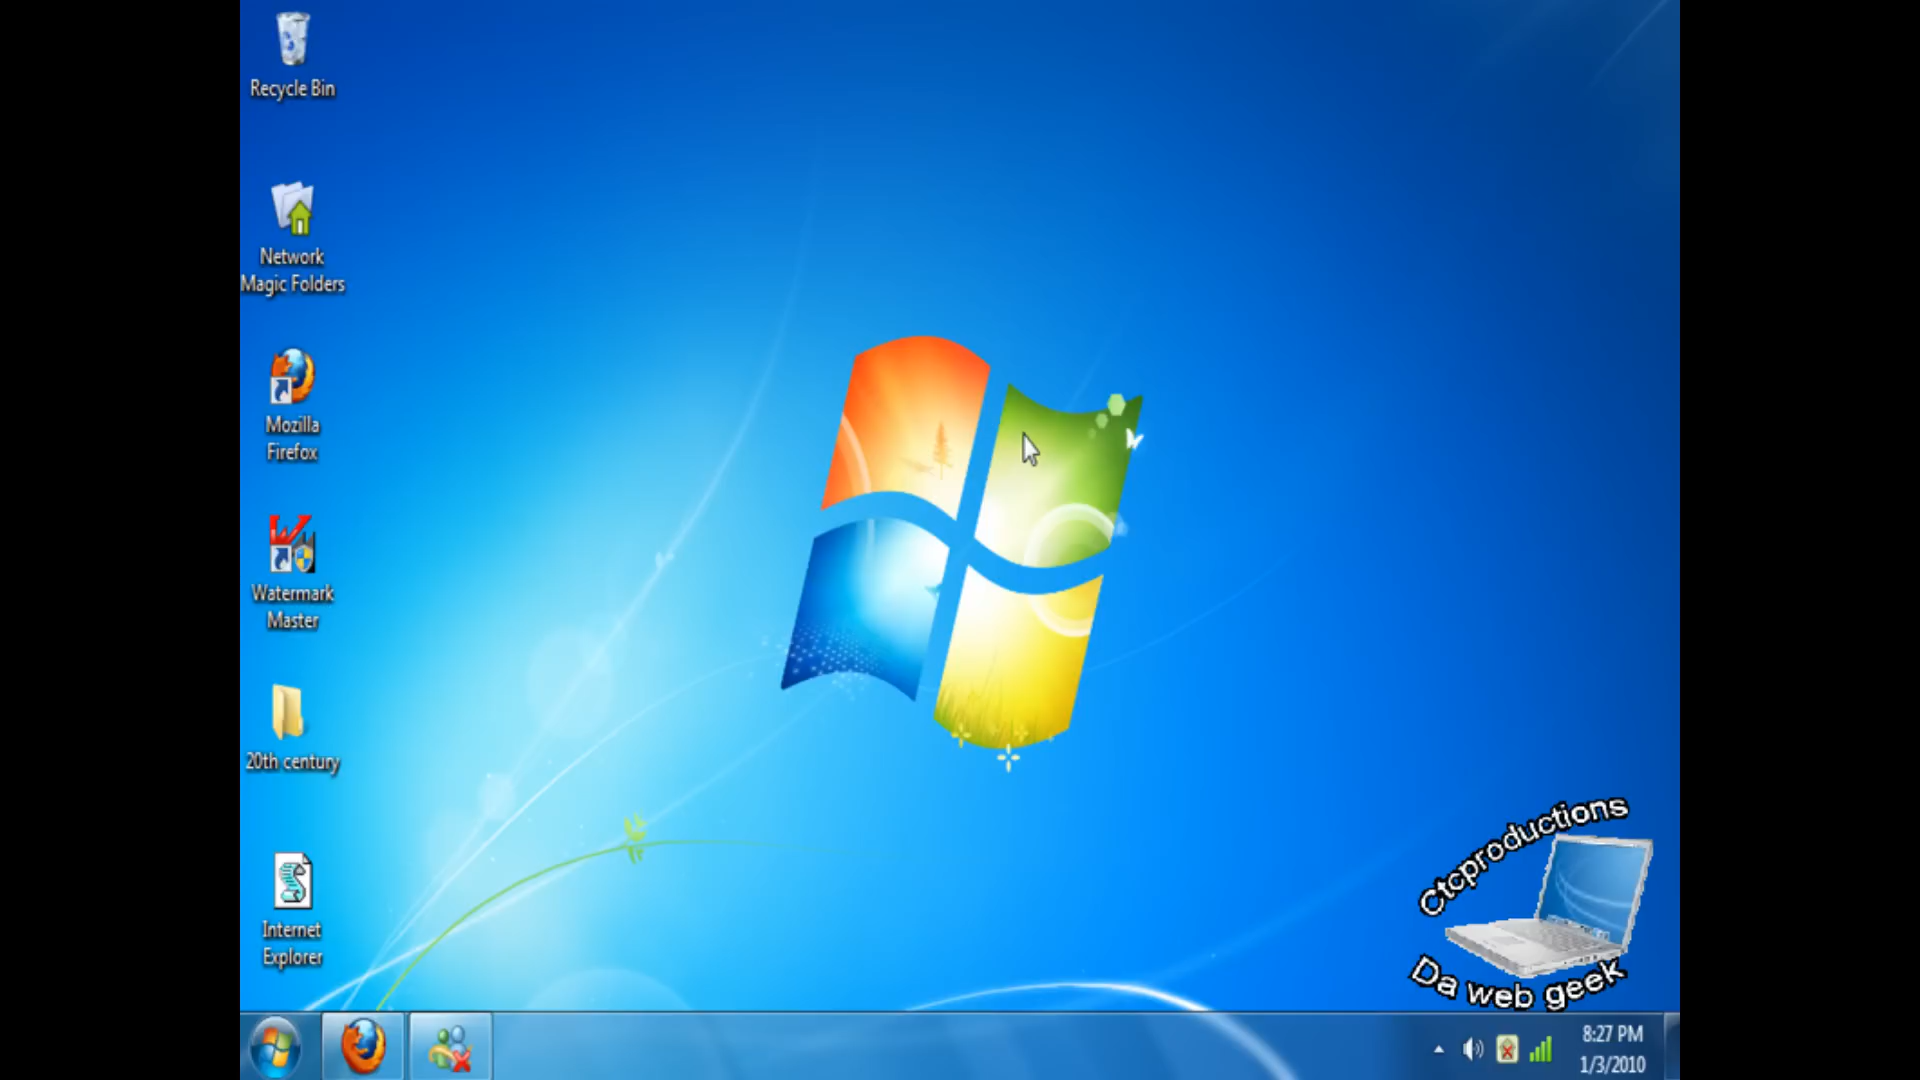 Recycle Bin
Network
Magic Folders
Mozilla
Firefox
Watermark
Master
20th century
Internet
Explorer
Ctcproductions
Da web geek
8:27 PM
1/3/2010